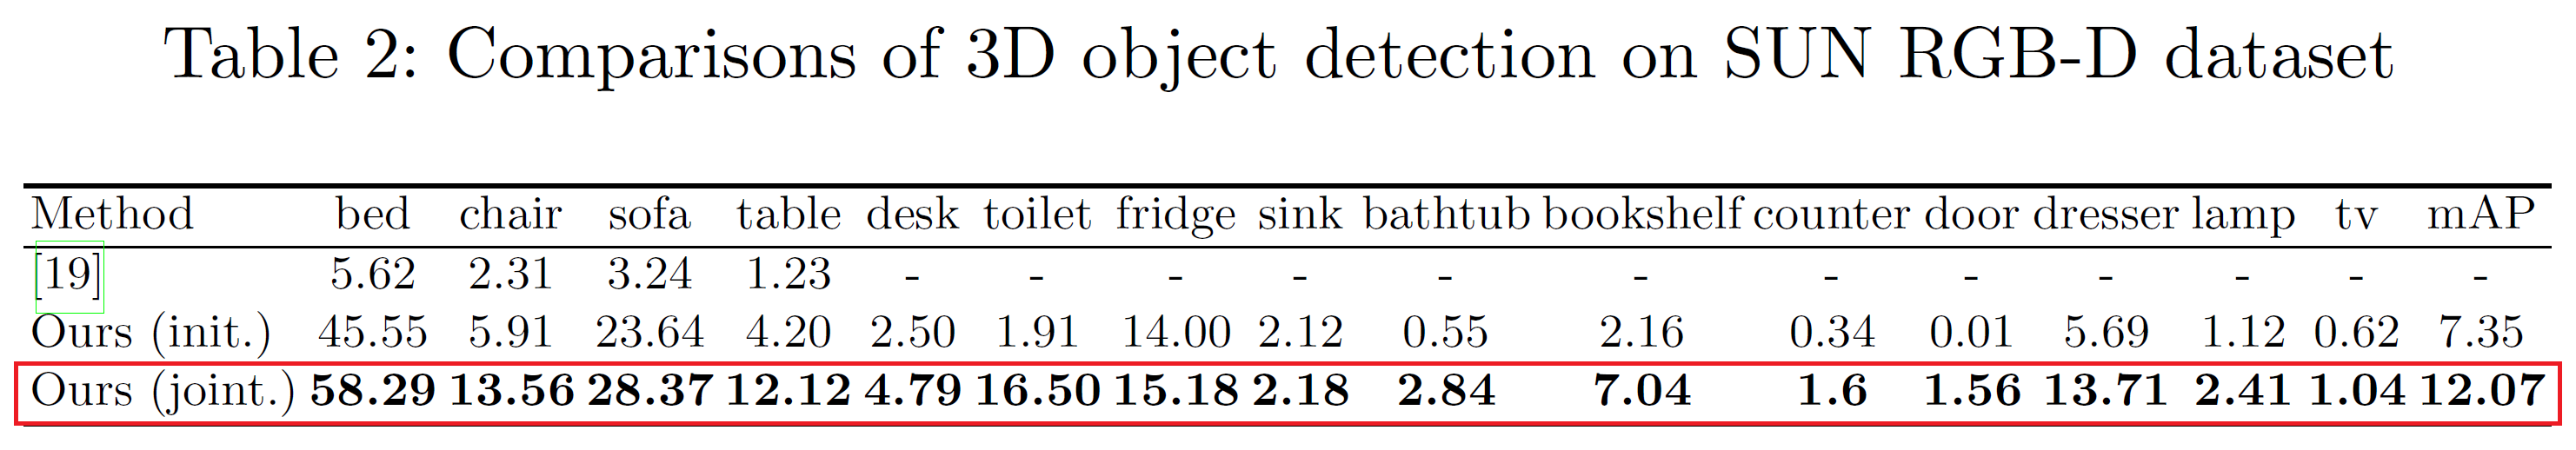 Table 2: Comparisons of 3D object detection on SUN RGB-D dataset
Method bed chair sofa table desk toilet fridge sink bathtub bookshelf counter door dresser lamp tv mAP
[19] 5.62 2.31 3.24 1.23 - - - - - - - - - - - -
Ours (init.) 45.55 5.91 23.64 4.20 2.50 1.91 14.00 2.12 0.55 2.16 0.34 0.01 5.69 1.12 0.62 7.35
Ours (joint.) 58.29 13.56 28.37 12.12 4.79 16.50 15.18 2.18 2.84 7.04 1.6 1.56 13.71 2.41 1.04 12.07